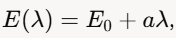 E(λ) = E₀ + aλ,